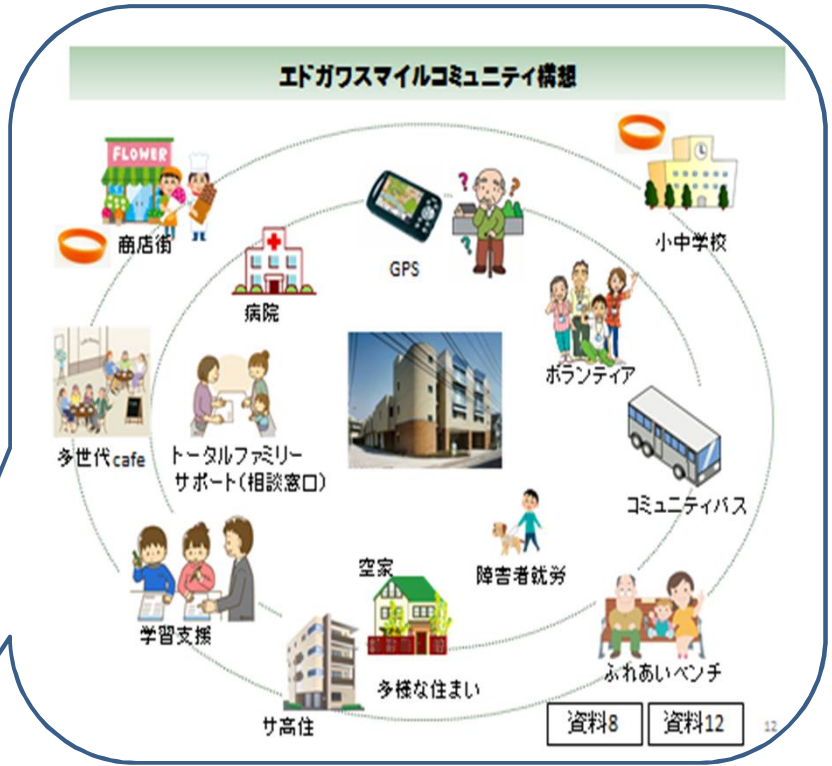 エドガワスマイルコミュニティ構想
FLOWER
商店街
小中学校
GPS
病院
ボランティア
多世代cafe
トータルファミリー
サポート(相談窓口)
コミュニティバス
空家
障害者就労
学習支援
多様な住まい
ふれあいベンチ
サ高住
資料8
資料12
12